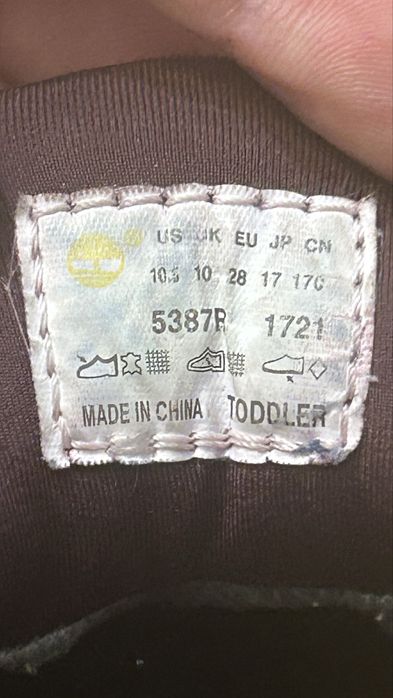 US UK EU JP CN
10.5 10 28 17 170
5387R 1721
MADE IN CHINA TODDLER